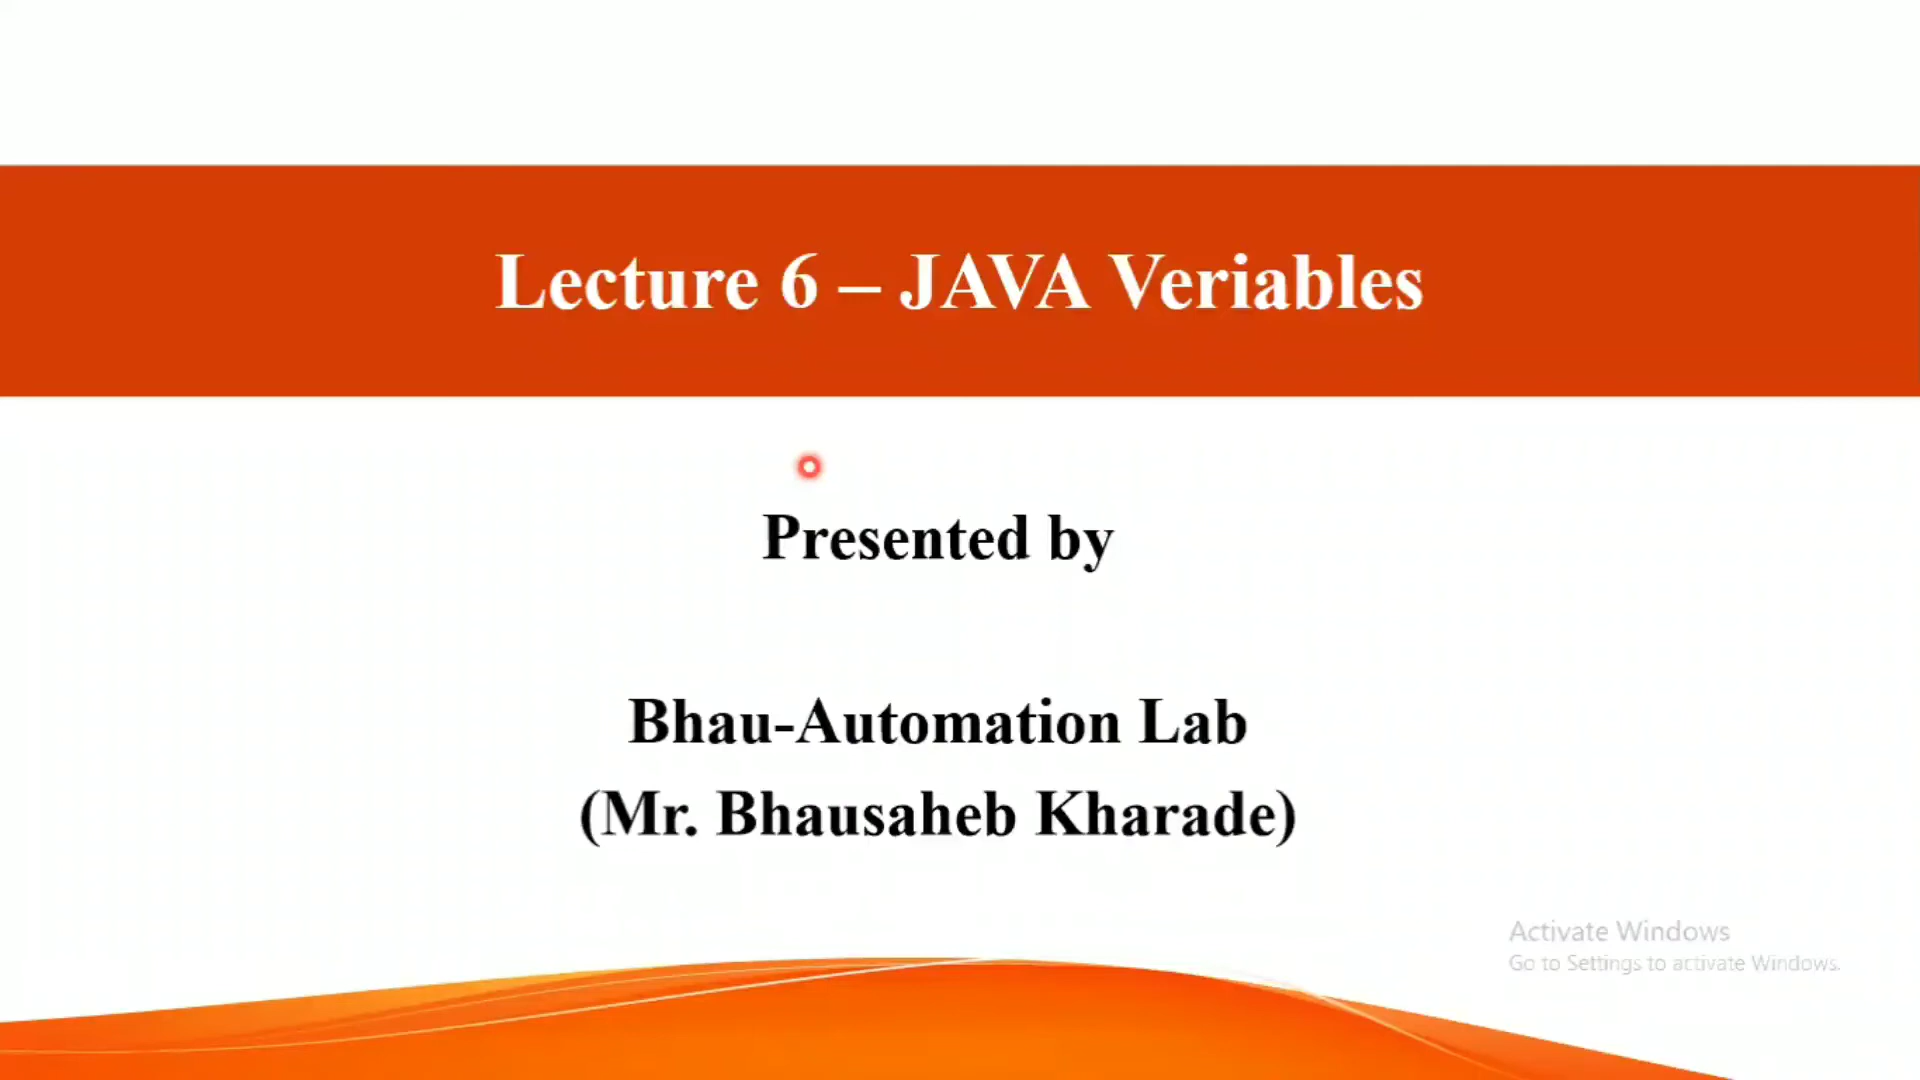 Lecture 6 – JAVA Veriables
Presented by
Bhau-Automation Lab
(Mr. Bhausaheb Kharade)
Activate Windows
Go to Settings to activate Windows.